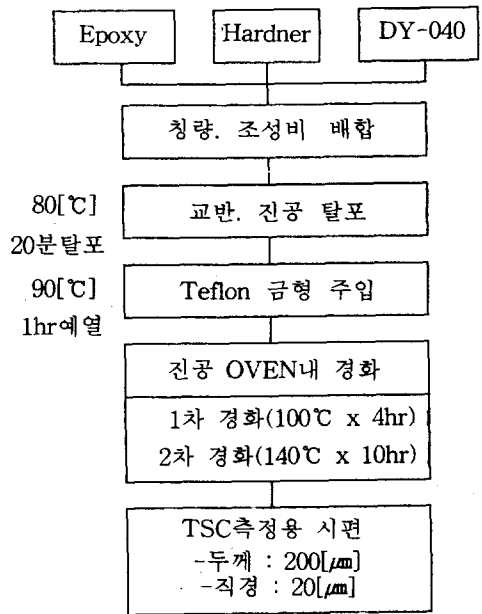 Epoxy
Hardner
DY-040
칭량. 조성비 배합
80[℃]
20분탈포
교반. 진공 탈포
90[℃]
1hr예열
Teflon 금형 주입
진공 OVEN내 경화
1차 경화(100℃ x 4hr)
2차 경화(140℃ x 10hr)
TSC측정용 시편
-두께 : 200[㎛]
-직경 : 20[㎛]